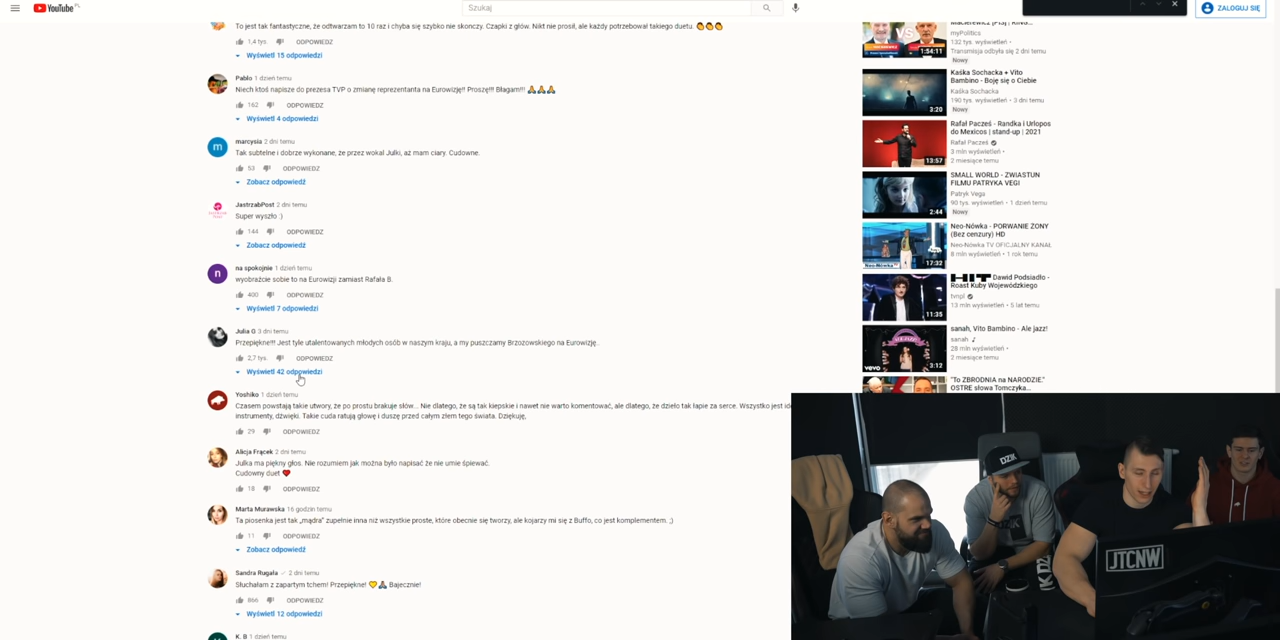 YouTube PL
Szukaj
ZALOGUJ SIĘ
To jest tak fantastyczne, że odtwarzam to 10 raz i chyba się szybko nie skonczy. Czapki z głów. Nikt nie prosił, ale każdy potrzebował takiego duetu.
1,4 tys. ODPOWIEDZ
Wyświetl 15 odpowiedzi
Pablo 1 dzień temu
Niech ktoś napisze do prezesa TVP o zmianę reprezentanta na Eurowizję!! Proszę!!! Błagam!!!
162 ODPOWIEDZ
Wyświetl 4 odpowiedzi
m
marcysia 2 dni temu
Tak subtelne i dobrze wykonane, że przez wokal Julki, aż mam ciary. Cudowne.
53 ODPOWIEDZ
Zobacz odpowiedź
JastrzabPost 2 dni temu
Super wyszło :)
144 ODPOWIEDZ
Zobacz odpowiedź
n
na spokojnie 1 dzień temu
wyobraźcie sobie to na Eurowizji zamiast Rafała B.
400 ODPOWIEDZ
Wyświetl 7 odpowiedzi
Julia G 3 dni temu
Przepiękne!!! Jest tyle utalentowanych młodych osób w naszym kraju, a my puszczamy Brzozowskiego na Eurowizję..
2,7 tys. ODPOWIEDZ
Wyświetl 42 odpowiedzi
Yoshiko 1 dzień temu
Czasem powstają takie utwory, że po prostu brakuje słów... Nie dlatego, że są tak kiepskie i nawet nie warto komentować, ale dlatego, że dzieło tak łapie za serce. Wszystko jest
instrumenty, dźwięki. Takie cuda ratują głowę i duszę przed całym złem tego świata. Dziękuję,
29 ODPOWIEDZ
Alicja Frącek 2 dni temu
Julka ma piękny głos. Nie rozumiem jak można było napisać że nie umie śpiewać.
Cudowny duet
18 ODPOWIEDZ
Marta Murawska 16 godzin temu
Ta piosenka jest tak „mądra” zupełnie inna niż wszystkie proste, które obecnie się tworzy, ale kojarzy mi się z Buffo, co jest komplementem. ;)
11 ODPOWIEDZ
Zobacz odpowiedź
Sandra Rugała 2 dni temu
Słuchałam z zapartym tchem! Przepiękne! Bajecznie!
866 ODPOWIEDZ
Wyświetl 12 odpowiedzi
K. B 1 dzień temu
VS
1:54:11
myPolitics
132 tys. wyświetleń •
Transmisja odbyła się 2 dni temu
Nowy
3:20
Kaśka Sochacka + Vito
Bambino - Boję się o Ciebie
Kaśka Sochacka
190 tys. wyświetleń • 3 dni temu
Nowy
13:57
Rafał Pacześ - Randka i Urlopos
do Mexicos | stand-up | 2021
Rafał Pacześ
3 mln wyświetleń •
2 miesiące temu
2:44
SMALL WORLD - ZWIASTUN
FILMU PATRYKA VEGI
Patryk Vega
90 tys. wyświetleń • 1 dzień temu
Nowy
Neo-Nówka
17:32
Neo-Nówka - PORWANIE ŻONY
(Bez cenzury) HD
Neo-Nówka TV OFICJALNY KANAŁ
8 mln wyświetleń • 1 rok temu
11:35
Dawid Podsiadło -
Roast Kuby Wojewódzkiego
tvnpl
13 mln wyświetleń • 5 lat temu
vevo
3:12
sanah, Vito Bambino - Ale jazz!
sanah
28 mln wyświetleń •
2 miesiące temu
"To ZBRODNIA na NARODZIE."
OSTRE słowa Tomczyka...
DZIK
JTCNW